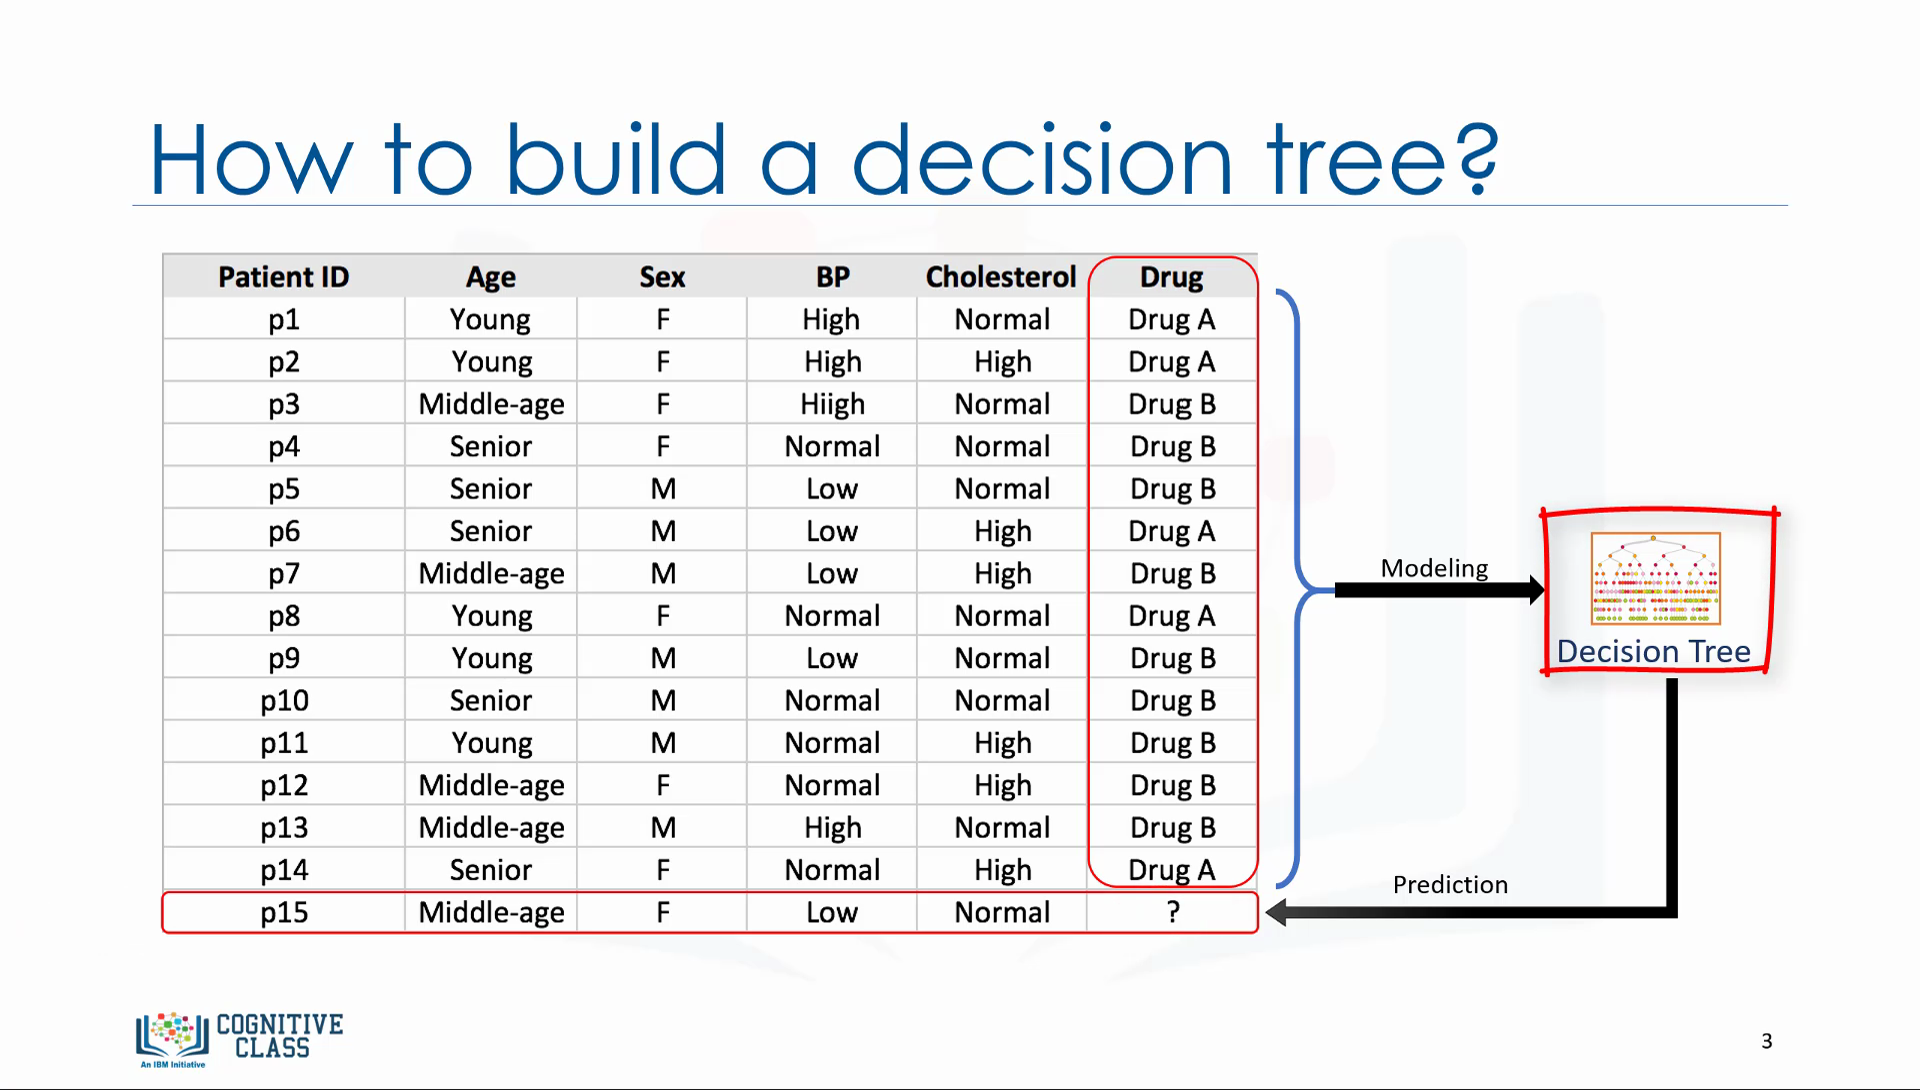 How to build a decision tree?
Patient ID Age Sex BP Cholesterol Drug
p1 Young F High Normal Drug A
p2 Young F High High Drug A
p3 Middle-age F Hiigh Normal Drug B
p4 Senior F Normal Normal Drug B
p5 Senior M Low Normal Drug B
p6 Senior M Low High Drug A
p7 Middle-age M Low High Drug B
p8 Young F Normal Normal Drug A
p9 Young M Low Normal Drug B
p10 Senior M Normal Normal Drug B
p11 Young M Normal High Drug B
p12 Middle-age F Normal High Drug B
p13 Middle-age M High Normal Drug B
p14 Senior F Normal High Drug A
p15 Middle-age F Low Normal ?
Modeling
Decision Tree
Prediction
COGNITIVE
CLASS
An IBM Initiative
3